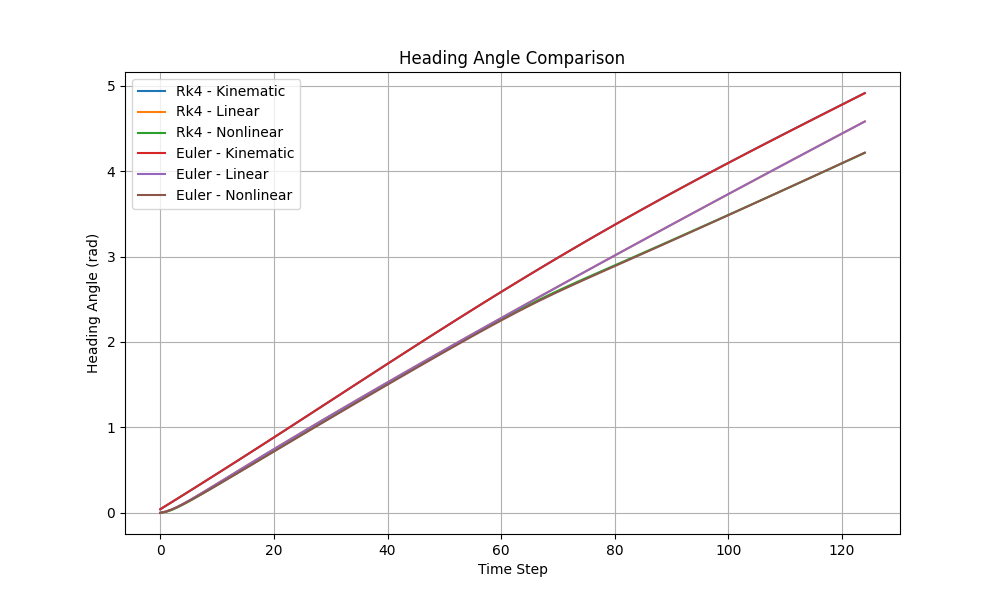 Heading Angle Comparison
Rk4 - Kinematic
Rk4 - Linear
Rk4 - Nonlinear
Euler - Kinematic
Euler - Linear
Euler - Nonlinear
Heading Angle (rad)
5
4
3
2
1
0
0 20 40 60 80 100 120
Time Step